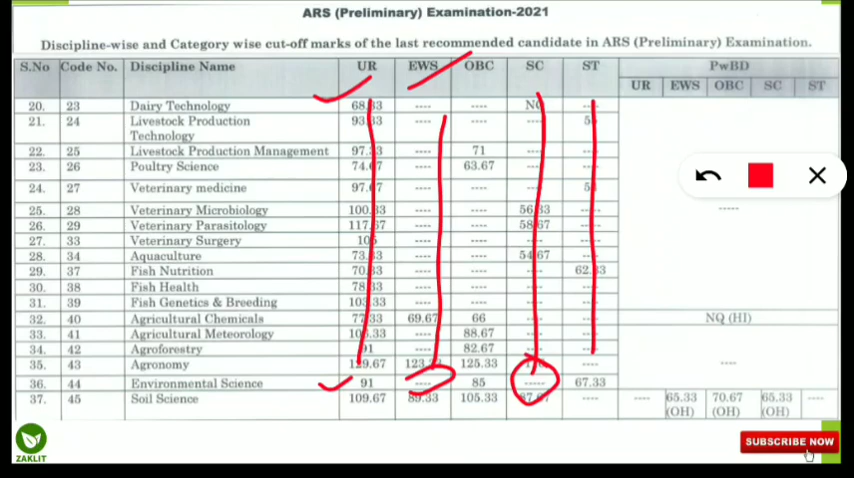 ARS (Preliminary) Examination-2021
Discipline-wise and Category wise cut-off marks of the last recommended candidate in ARS (Preliminary) Examination.
S.No Code No. Discipline Name UR EWS OBC SC ST PwBD
UR EWS OBC SC ST
20. 23 Dairy Technology ---- ----
21. 24 Livestock Production Technology ---- ---- ----
22. 25 Livestock Production Management ---- 71 ----
23. 26 Poultry Science ---- 63.67 ----
24. 27 Veterinary medicine ---- ---- ----
25. 28 Veterinary Microbiology ---- ---- -----
26. 29 Veterinary Parasitology ---- ----
27. 33 Veterinary Surgery ---- ---- ----
28. 34 Aquaculture ---- ----
29. 37 Fish Nutrition ---- ---- ----
30. 38 Fish Health ---- ---- ----
31. 39 Fish Genetics & Breeding ---- ---- ----
32. 40 Agricultural Chemicals 69.67 66 ---- NQ (HI)
33. 41 Agricultural Meteorology ---- 88.67 ----
34. 42 Agroforestry ---- 82.67 ----
35. 43 Agronomy 129.67 125.33 ---- ----
36. 44 Environmental Science 91 ---- 85 ----- 67.33
37. 45 Soil Science 109.67 89.33 105.33 ---- ---- 65.33 (OH) 70.67 (OH) 65.33 (OH) ----
ZAKLIT
SUBSCRIBE NOW